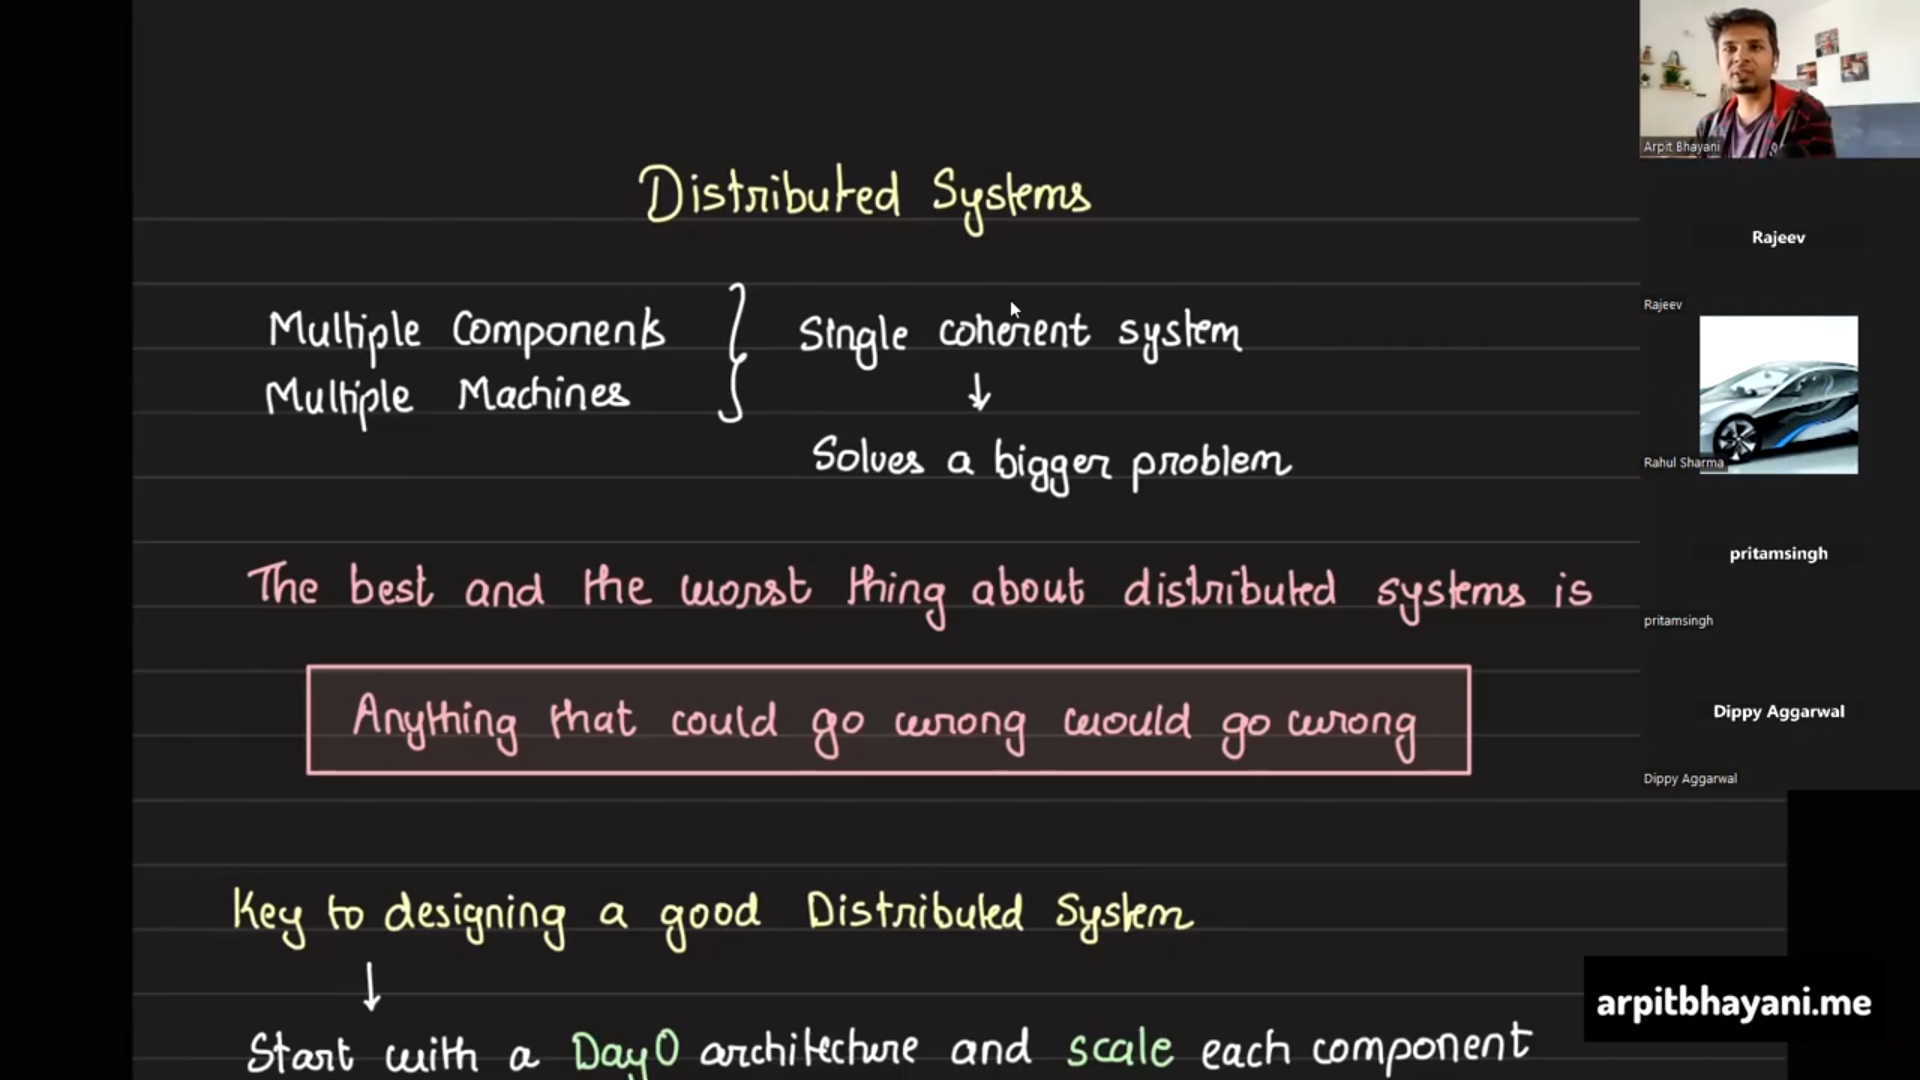 Distributed Systems
Multiple Components
Multiple Machines
Single coherent system
↓
Solves a bigger problem
The best and the worst thing about distributed systems is
Anything that could go wrong would go wrong
Key to designing a good Distributed System
↓
Start with a Day 0 architecture and scale each component
Arpit Bhayani
Rajeev
Rajeev
Rahul Sharma
pritamsingh
pritamsingh
Dippy Aggarwal
Dippy Aggarwal
arpitbhayani.me